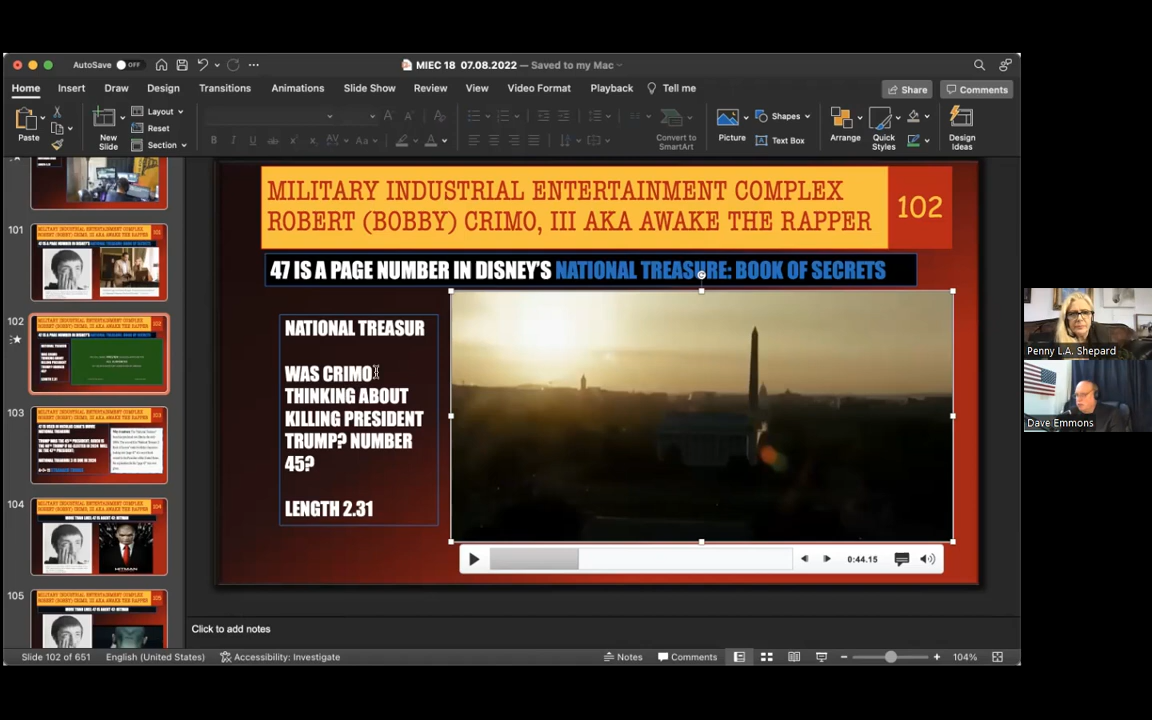 AutoSave OFF
MIEC 18 07.08.2022 — Saved to my Mac
Home Insert Draw Design Transitions Animations Slide Show Review View Video Format Playback Tell me Share Comments
Paste
New Slide
Layout
Reset
Section
B I U
Convert to SmartArt
Picture
Shapes
Text Box
Arrange
Quick Styles
Design Ideas
MILITARY INDUSTRIAL ENTERTAINMENT COMPLEX
ROBERT (BOBBY) CRIMO, III AKA AWAKE THE RAPPER
102
47 IS A PAGE NUMBER IN DISNEY'S NATIONAL TREASURE: BOOK OF SECRETS
NATIONAL TREASUR
WAS CRIMO
THINKING ABOUT
KILLING PRESIDENT
TRUMP? NUMBER
45?
LENGTH 2.31
0:44.15
101
102
103
104
HITMAN
105
Click to add notes
Slide 102 of 651 English (United States) Accessibility: Investigate Notes Comments 104%
Penny L.A. Shepard
Dave Emmons